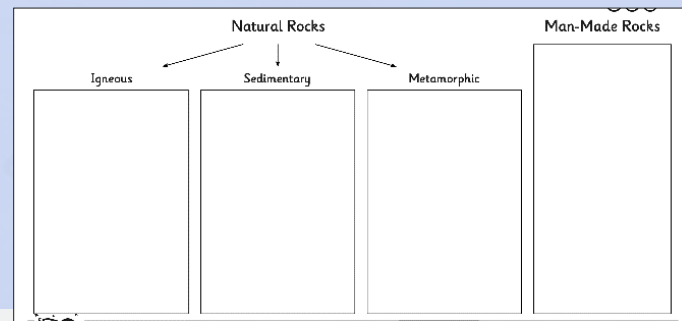 Natural Rocks
Man-Made Rocks
Igneous
Sedimentary
Metamorphic